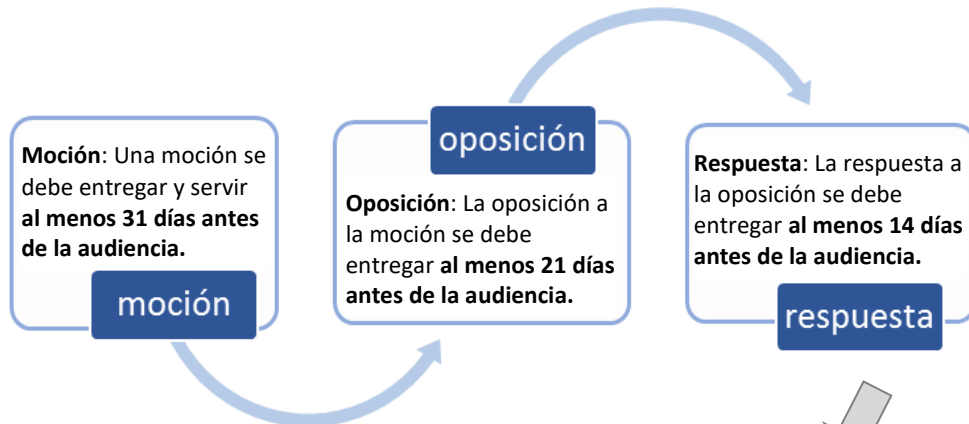 Moción: Una moción se
debe entregar y servir
al menos 31 días antes
de la audiencia.
moción
oposición
Oposición: La oposición a
la moción se debe
entregar al menos 21 días
antes de la audiencia.
Respuesta: La respuesta a
la oposición se debe
entregar al menos 14 días
antes de la audiencia.
respuesta